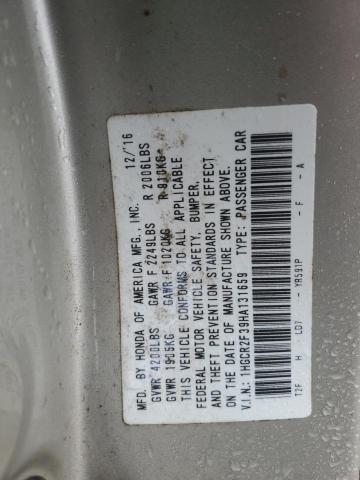 MFD. BY HONDA OF AMERICA MFG., INC. 12/'16
GVWR 4200LBS GAWR F 2249LBS R 2006LBS
GVWR 1905KG GAWR F 1020KG R 910KG
THIS VEHICLE CONFORMS TO ALL APPLICABLE
FEDERAL MOTOR VEHICLE SAFETY, BUMPER,
AND THEFT PREVENTION STANDARDS IN EFFECT
ON THE DATE OF MANUFACTURE SHOWN ABOVE.
V.I.N.: 1HGCR2F39HA131659 TYPE: PASSENGER CAR
T2F H LD7 - YR591P - F - A